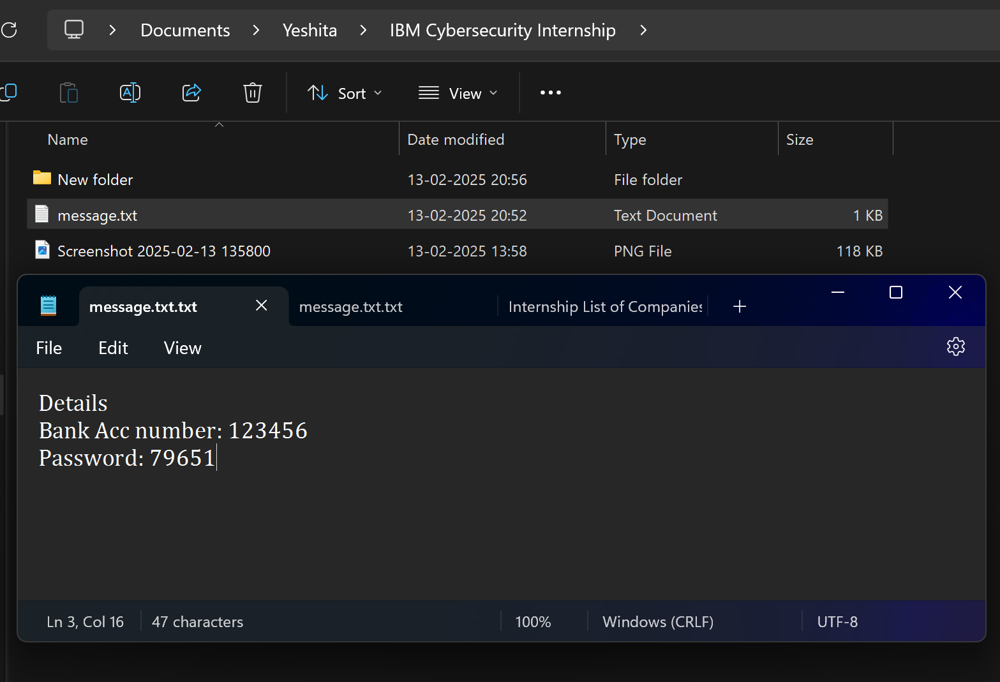 Documents > Yeshita > IBM Cybersecurity Internship >
Sort View
Name Date modified Type Size
New folder 13-02-2025 20:56 File folder
message.txt 13-02-2025 20:52 Text Document 1 KB
Screenshot 2025-02-13 135800 13-02-2025 13:58 PNG File 118 KB
message.txt.txt message.txt.txt Internship List of Companies
File Edit View
Details
Bank Acc number: 123456
Password: 79651
Ln 3, Col 16 47 characters 100% Windows (CRLF) UTF-8